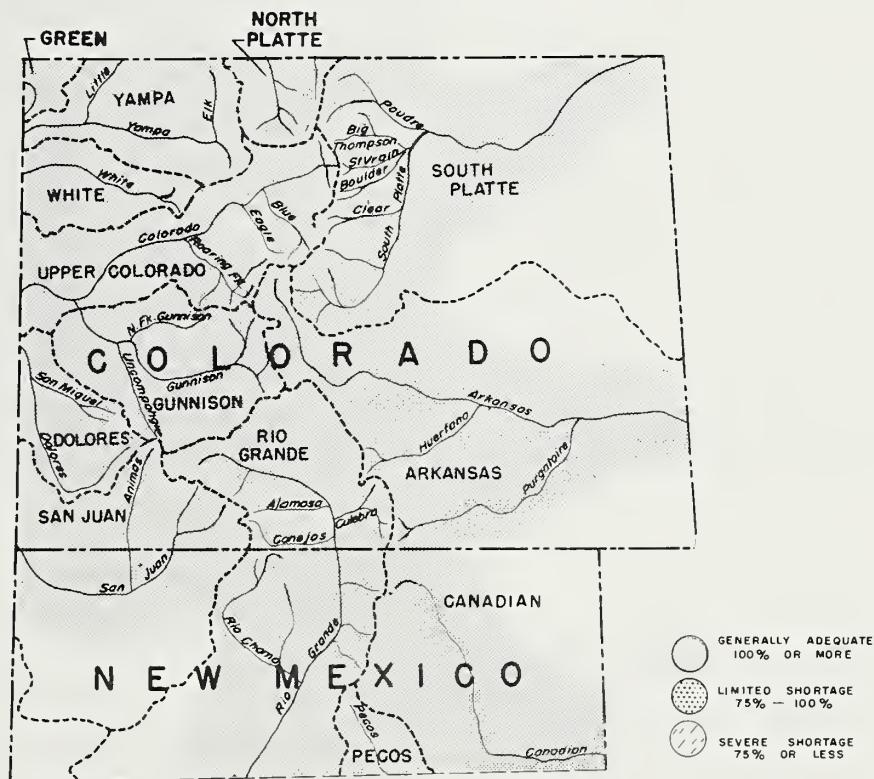 GREEN
NORTH
PLATTE
Little
YAMPA
Elk
Yampa
Poudre
Big
Thompson
St Vrain
Boulder
SOUTH
PLATTE
WHITE
White
Clear
South
Platte
Blue
Eagle
Colorado
Roaring Fk.
UPPER COLORADO
N. Fk. Gunnison
COLORADO
Uncompahgre
Gunnison
GUNNISON
San Miguel
Arkansas
DOLORES
Dolores
RIO
GRANDE
Huerfano
ARKANSAS
Purgatoire
Animas
SAN JUAN
Alamosa
Culebra
Conejos
San
Juan
CANADIAN
Rio Chama
Rio
Grande
NEW MEXICO
Pecos
PECOS
Canadian
GENERALLY ADEQUATE
100% OR MORE
LIMITED SHORTAGE
75% — 100%
SEVERE SHORTAGE
75% OR LESS